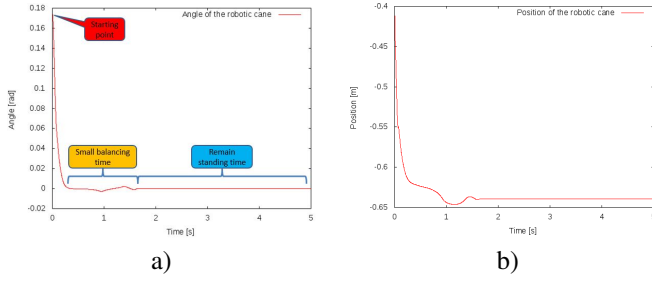 0.18
0.16
0.14
0.12
0.1
0.08
0.06
0.04
0.02
0
-0.02
Angle [rad]
Angle of the robotic cane
Starting
point
Small balancing
time
Remain
standing time
0
1
2
3
4
5
Time [s]
a)
-0.4
-0.45
-0.5
-0.55
-0.6
-0.65
Position [m]
Position of the robotic cane
0
1
2
3
4
5
Time [s]
b)